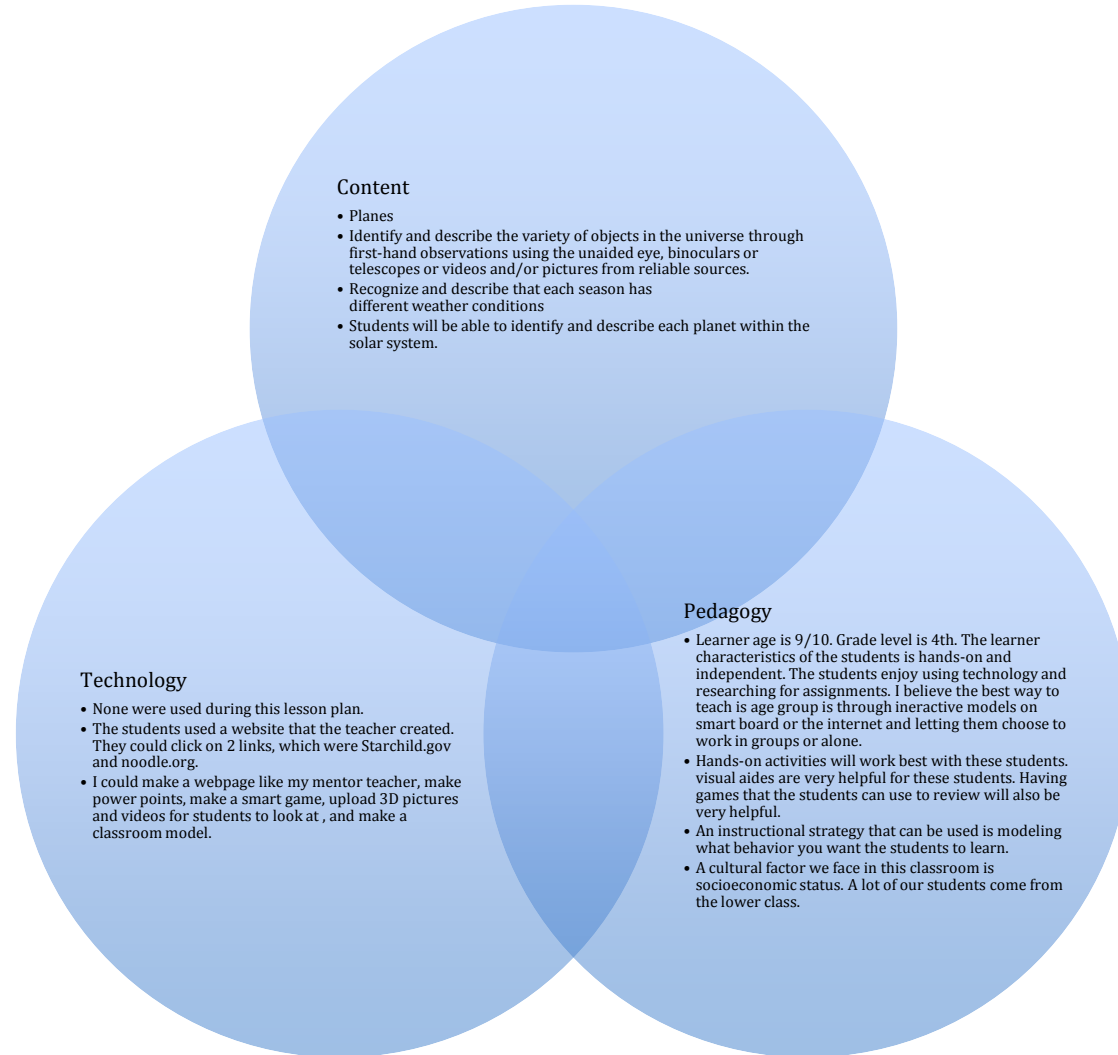 Content
• Planes
• Identify and describe the variety of objects in the universe through
first-hand observations using the unaided eye, binoculars or
telescopes or videos and/or pictures from reliable sources.
• Recognize and describe that each season has
different weather conditions
• Students will be able to identify and describe each planet within the
solar system.
Technology
• None were used during this lesson plan.
• The students used a website that the teacher created.
They could click on 2 links, which were Starchild.gov
and noodle.org.
• I could make a webpage like my mentor teacher, make
power points, make a smart game, upload 3D pictures
and videos for students to look at , and make a
classroom model.
Pedagogy
• Learner age is 9/10. Grade level is 4th. The learner
characteristics of the students is hands-on and
independent. The students enjoy using technology and
researching for assignments. I believe the best way to
teach is age group is through ineractive models on
smart board or the internet and letting them choose to
work in groups or alone.
• Hands-on activities will work best with these students.
visual aides are very helpful for these students. Having
games that the students can use to review will also be
very helpful.
• An instructional strategy that can be used is modeling
what behavior you want the students to learn.
• A cultural factor we face in this classroom is
socioeconomic status. A lot of our students come from
the lower class.